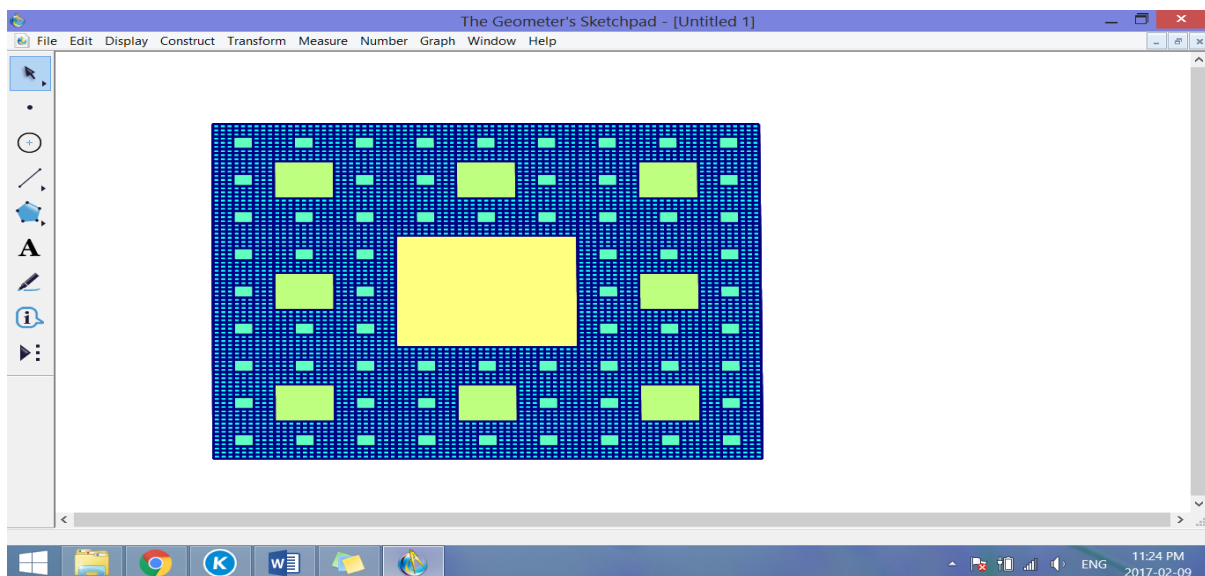 The Geometer's Sketchpad - [Untitled 1]
File Edit Display Construct Transform Measure Number Graph Window Help
A
i
K
W
ENG
11:24 PM
2017-02-09